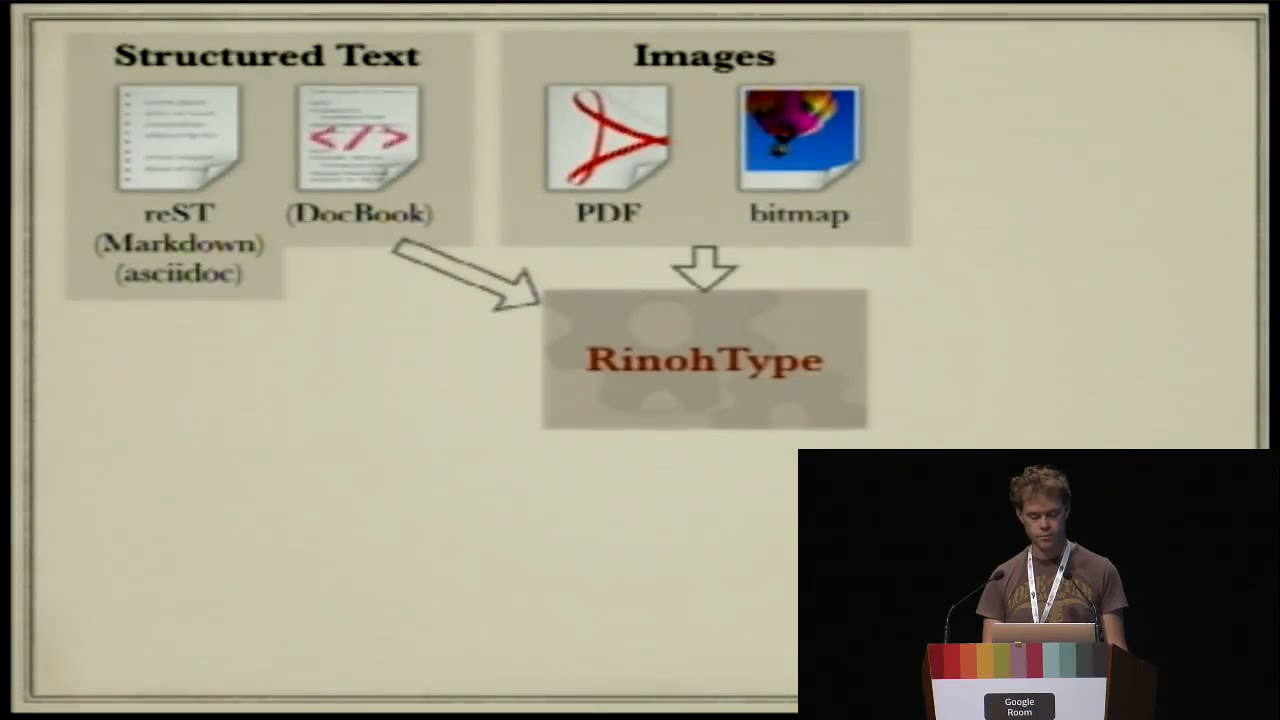 Structured Text
Images
</>
reST
(Markdown)
(asciidoc)
(DocBook)
PDF
bitmap
RinohType
Google
Room